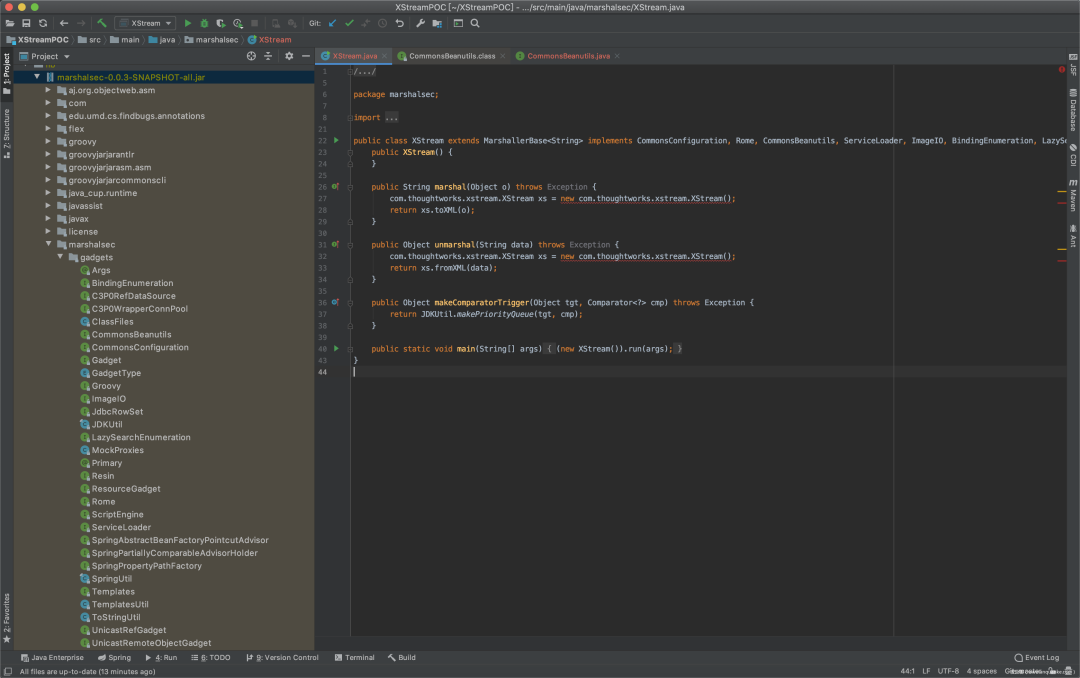 XStreamPOC [~/XStreamPOC] - .../src/main/java/marshalsec/XStream.java
XStream
Git:
XStreamPOC
src
main
java
marshalsec
XStream
1: Project
7: Structure
2: Favorites
Project
marshalsec-0.0.3-SNAPSHOT-all.jar
aj.org.objectweb.asm
com
edu.umd.cs.findbugs.annotations
flex
groovy
groovyjarjarantlr
groovyjarjarasm.asm
groovyjarjarcommonscli
java_cup.runtime
javassist
javax
license
marshalsec
gadgets
Args
BindingEnumeration
C3P0RefDataSource
C3P0WrapperConnPool
ClassFiles
CommonsBeanutils
CommonsConfiguration
Gadget
GadgetType
Groovy
ImageIO
JdbcRowSet
JDKUtil
LazySearchEnumeration
MockProxies
Primary
Resin
ResourceGadget
Rome
ScriptEngine
ServiceLoader
SpringAbstractBeanFactoryPointcutAdvisor
SpringPartiallyComparableAdvisorHolder
SpringPropertyPathFactory
SpringUtil
Templates
TemplatesUtil
ToStringUtil
UnicastRefGadget
UnicastRemoteObjectGadget
XStream.java
CommonsBeanutils.class
CommonsBeanutils.java
1 /.../
5
6 package marshalsec;
7
8 import ...
21
22 public class XStream extends MarshallerBase<String> implements CommonsConfiguration, Rome, CommonsBeanutils, ServiceLoader, ImageIO, BindingEnumeration, LazySe
23 public XStream() {
24 }
25
26 public String marshal(Object o) throws Exception {
27 com.thoughtworks.xstream.XStream xs = new com.thoughtworks.xstream.XStream();
28 return xs.toXML(o);
29 }
30
31 public Object unmarshal(String data) throws Exception {
32 com.thoughtworks.xstream.XStream xs = new com.thoughtworks.xstream.XStream();
33 return xs.fromXML(data);
34 }
35
36 public Object makeComparatorTrigger(Object tgt, Comparator<?> cmp) throws Exception {
37 return JDKUtil.makePriorityQueue(tgt, cmp);
38 }
39
40 public static void main(String[] args) { (new XStream()).run(args); }
43 }
44
JSF
Database
CDI
Maven
Ant
Java Enterprise
Spring
4: Run
6: TODO
9: Version Control
Terminal
Build
Event Log
All files are up-to-date (13 minutes ago)
44:1
LF
UTF-8
4 spaces